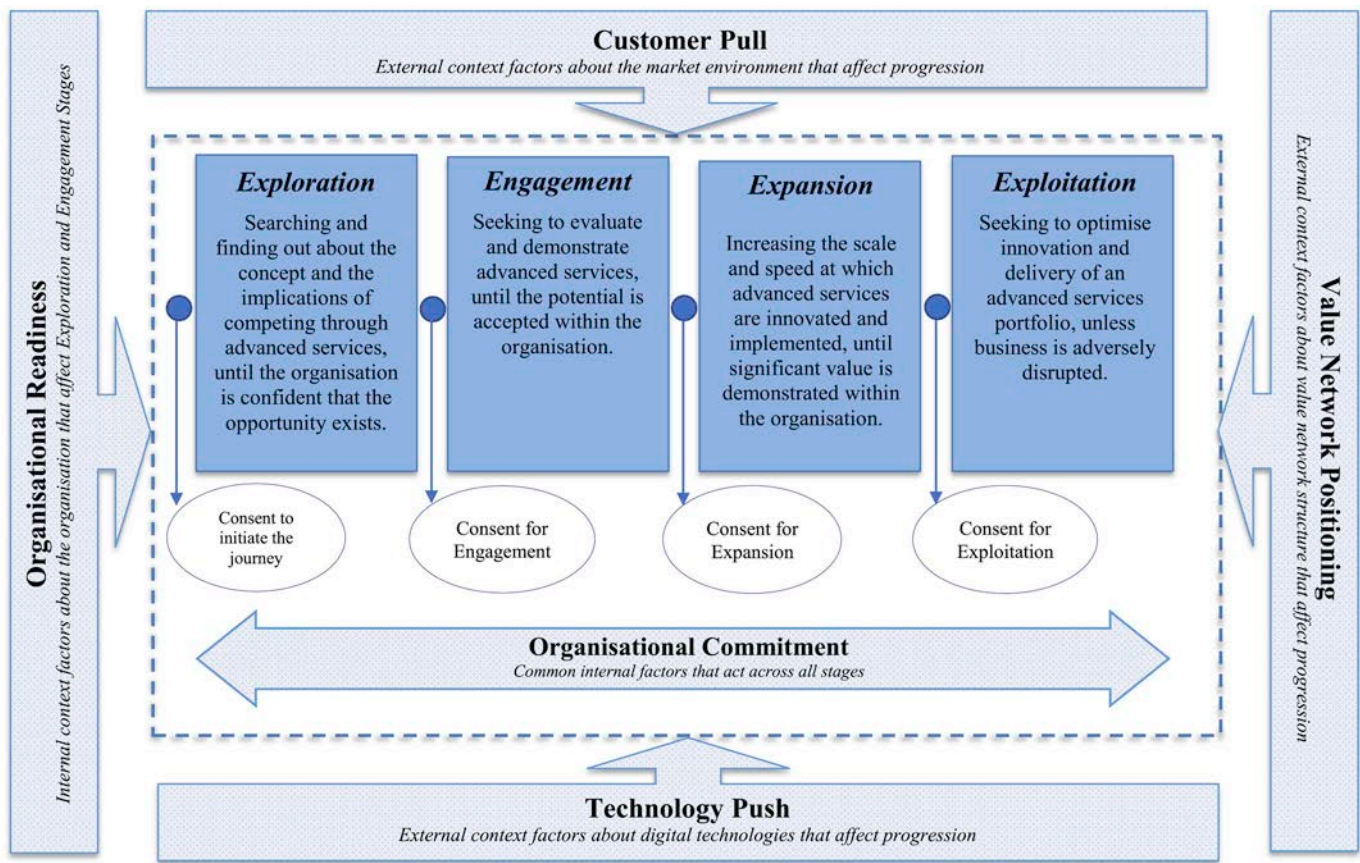 Customer Pull
External context factors about the market environment that affect progression
Organisational Readiness
Internal context factors about the organisation that affect Exploration and Engagement Stages
Exploration
Searching and
finding out about the
concept and the
implications of
competing through
advanced services,
until the organisation
is confident that the
opportunity exists.
Engagement
Seeking to evaluate
and demonstrate
advanced services,
until the potential is
accepted within the
organisation.
Expansion
Increasing the scale
and speed at which
advanced services
are innovated and
implemented, until
significant value is
demonstrated within
the organisation.
Exploitation
Seeking to optimise
innovation and
delivery of an
advanced services
portfolio, unless
business is adversely
disrupted.
Value Network Positioning
External context factors about value network structure that affect progression
Consent to
initiate the
journey
Consent for
Engagement
Consent for
Expansion
Consent for
Exploitation
Organisational Commitment
Common internal factors that act across all stages
Technology Push
External context factors about digital technologies that affect progression